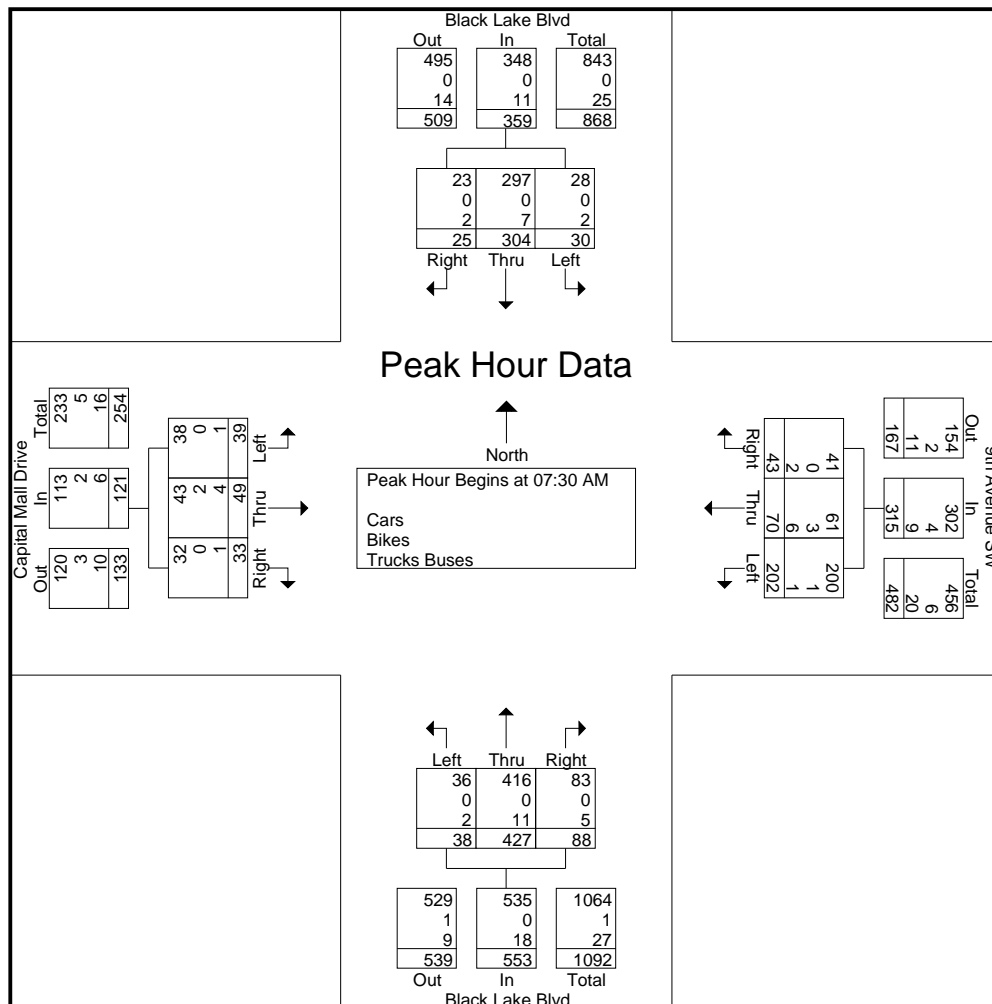 Black Lake Blvd
Out In Total
495 348 843
0 0 0
14 11 25
509 359 868
23 297 28
0 0 0
2 7 2
25 304 30
Right Thru Left
Peak Hour Data
North
Peak Hour Begins at 07:30 AM
Cars
Bikes
Trucks Buses
Capital Mall Drive
Total
233 5 16 254
In
113 2 6 121
Out
120 3 10 133
38 0 1 39
Left
43 2 4 49
Thru
32 0 1 33
Right
Right
41 0 2 43
Thru
61 3 6 70
Left
200 1 1 202
Out
154 2 11 167
In
302 4 9 315
Total
456 6 20 482
9th Avenue SW
Left Thru Right
36 416 83
0 0 0
2 11 5
38 427 88
529 535 1064
1 0 1
9 18 27
539 553 1092
Out In Total
Black Lake Blvd